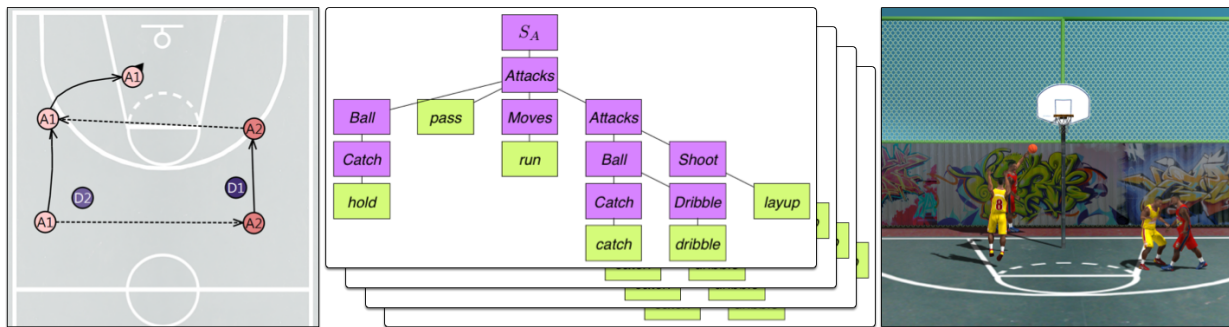 A1
A1
A2
D2
D1
A1
A2
S_A
Attacks
Ball
pass
Moves
Attacks
Catch
run
Ball
Shoot
hold
Catch
Dribble
layup
catch
dribble
8